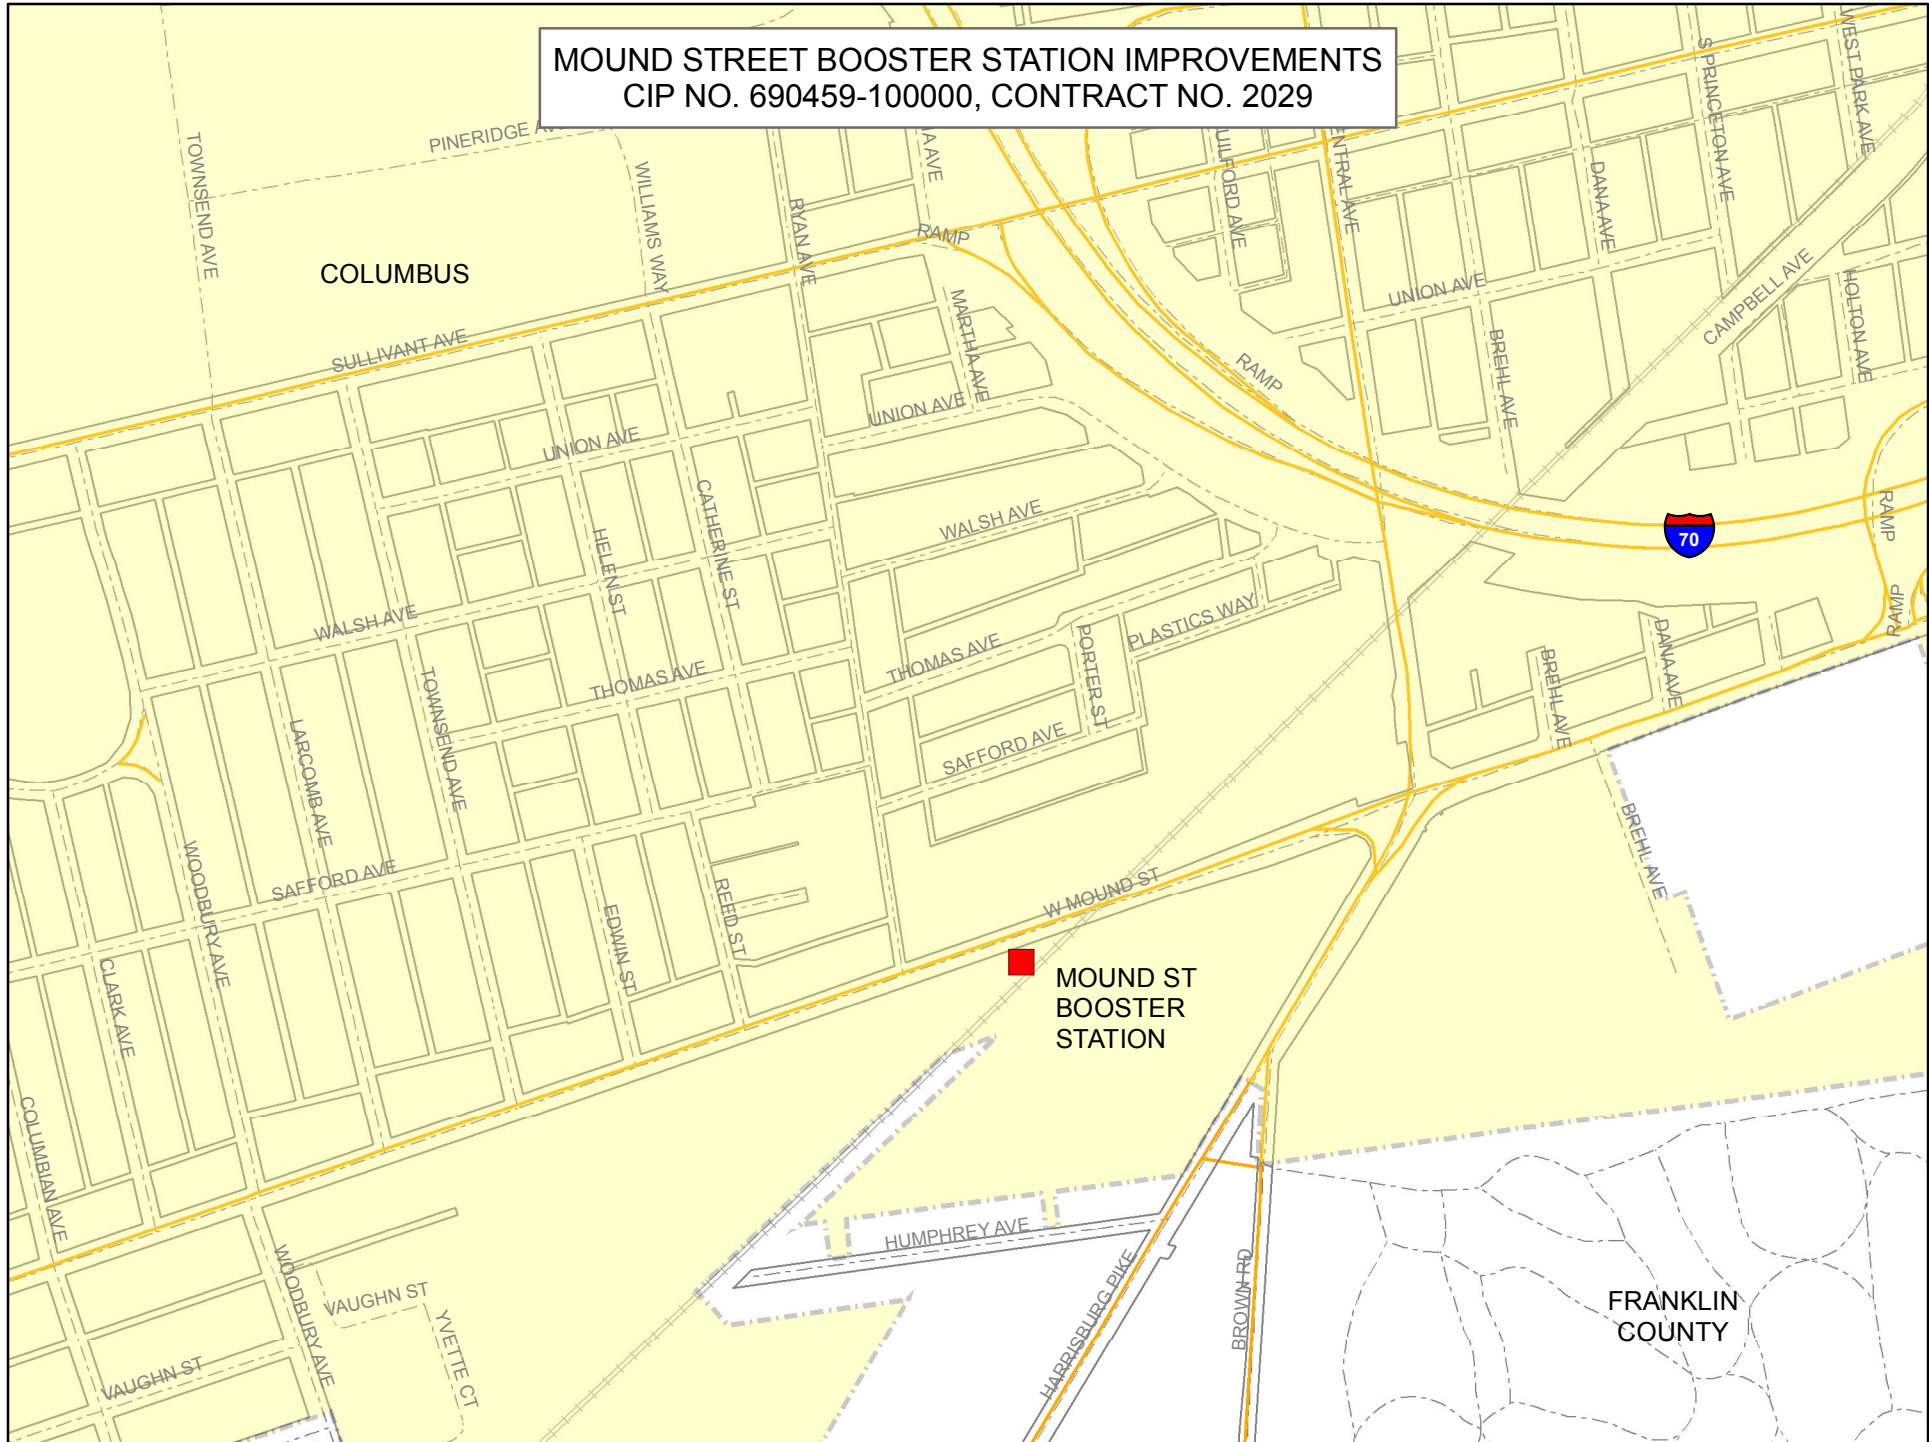 MOUND STREET BOOSTER STATION IMPROVEMENTS
CIP NO. 690459-100000, CONTRACT NO. 2029
WEST PARK AVE
SPRINGTON AVE
PINERIDGE
TOWNSEND AVE
WILLIAMS WAY
RYAN AVE
A AVE
UILFORD AVE
ENTRAL AVE
DANA AVE
RAMP
COLUMBUS
CAMPBELL AVE
HOLTON AVE
UNION AVE
MARTHA AVE
SULLIVANT AVE
BREHL AVE
RAMP
UNION AVE
UNION AVE
CATHERINE ST
WALSH AVE
RAMP
70
HELEN ST
WALSH AVE
PLASTICS WAY
RAMP
PORTER ST
THOMAS AVE
DANA AVE
BREHL AVE
THOMAS AVE
TOWNSEND AVE
LARCOMB AVE
SAFFORD AVE
BREHL AVE
WOODBURY AVE
SAFFORD AVE
REED ST
W MOUND ST
EDWIN ST
CLARK AVE
MOUND ST
BOOSTER
STATION
COLUMBIAN AVE
HUMPHREY AVE
HARRISBURG PIKE
BROWN RD
WOODBURY AVE
VAUGHN ST
YVETTE CT
FRANKLIN
COUNTY
VAUGHN ST